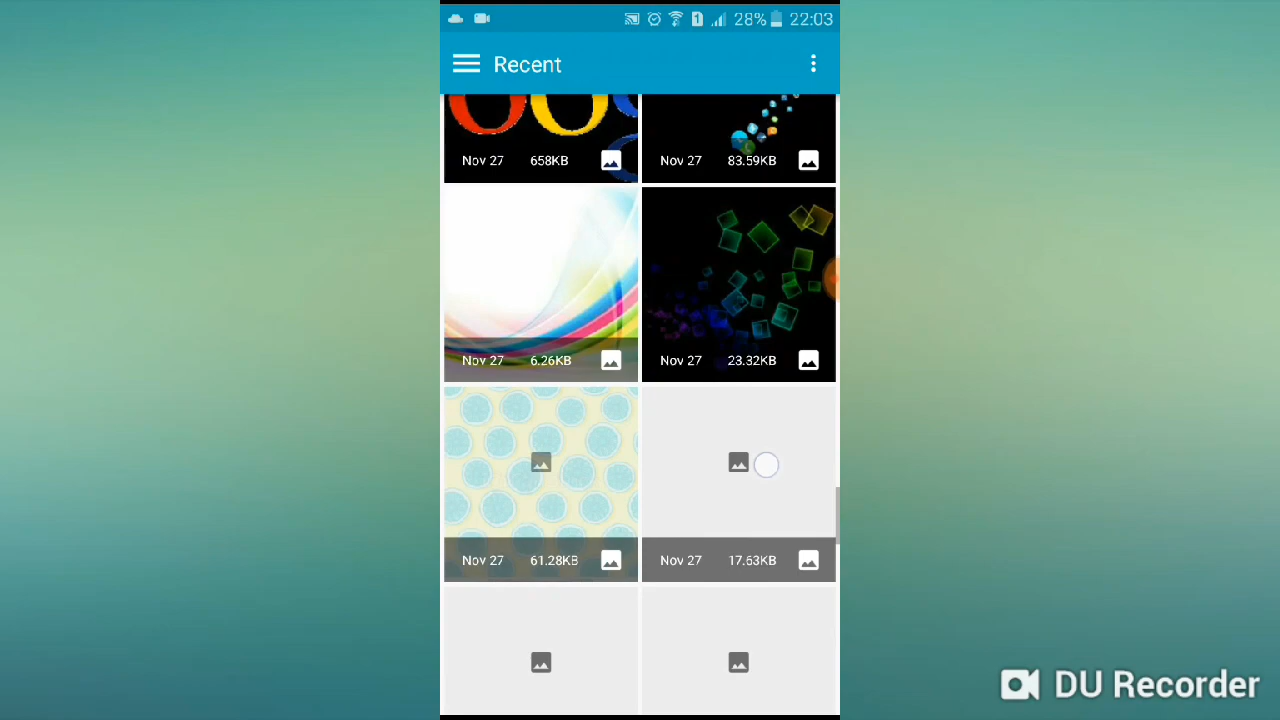 1 28% 22:03
Recent
Nov 27 658KB
Nov 27 83.59KB
Nov 27 6.26KB
Nov 27 23.32KB
Nov 27 61.28KB
Nov 27 17.63KB
DU Recorder